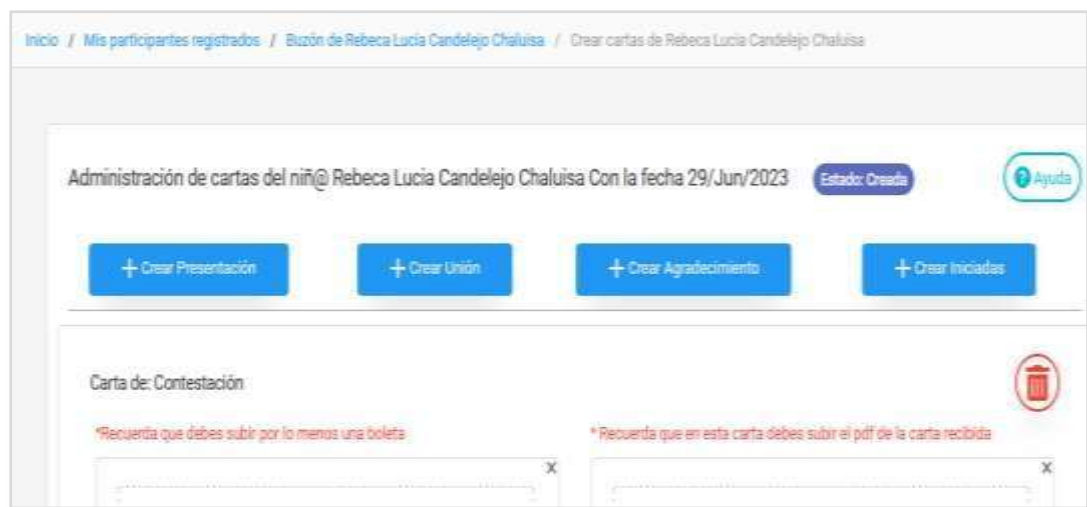 Inicio / Mis participantes registrados / Buzón de Rebeca Lucia Candelejo Chaluisa / Crear cartas de Rebeca Lucia Candelejo Chaluisa
Administración de cartas del niñ@ Rebeca Lucia Candelejo Chaluisa Con la fecha 29/Jun/2023 Estado: Creada ? Ayuda
+ Crear Presentación + Crear Unión + Crear Agradecimiento + Crear Iniciadas
Carta de: Contestación
*Recuerda que debes subir por lo menos una boleta * Recuerda que en esta carta debes subir el pdf de la carta recibida
x x